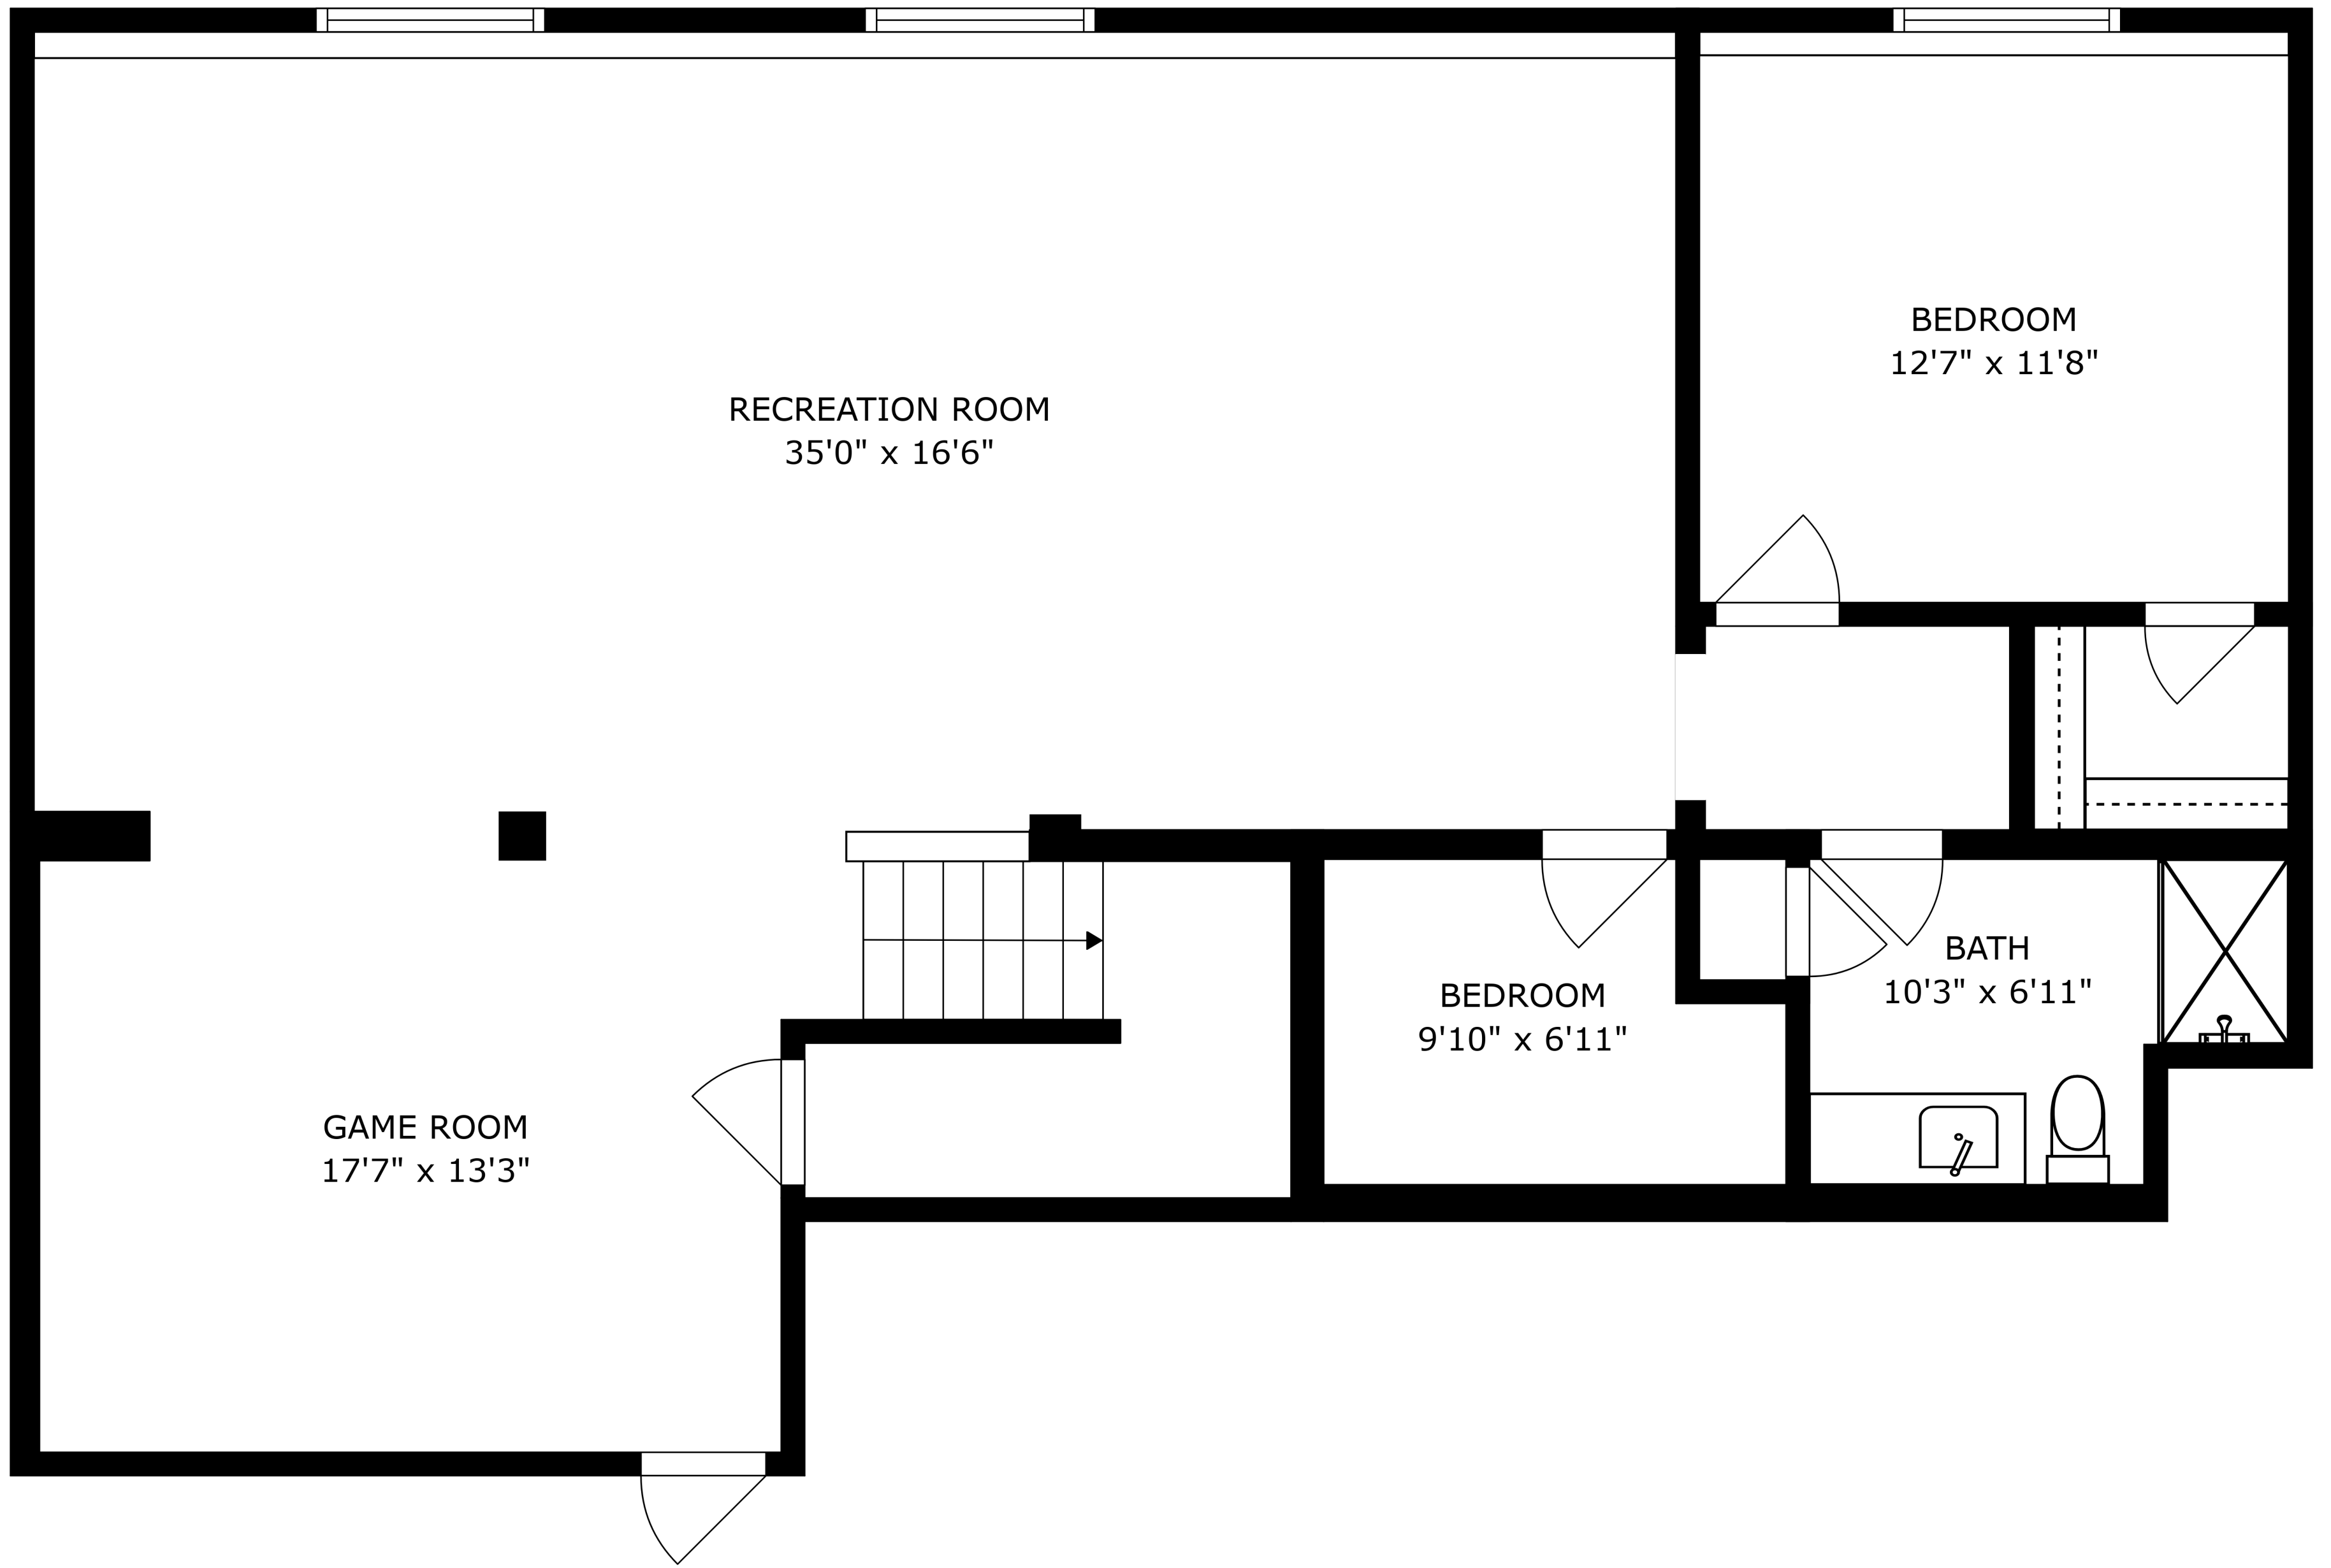 BEDROOM
12'7" x 11'8"
RECREATION ROOM
35'0" x 16'6"
BATH
10'3" x 6'11"
BEDROOM
9'10" x 6'11"
GAME ROOM
17'7" x 13'3"